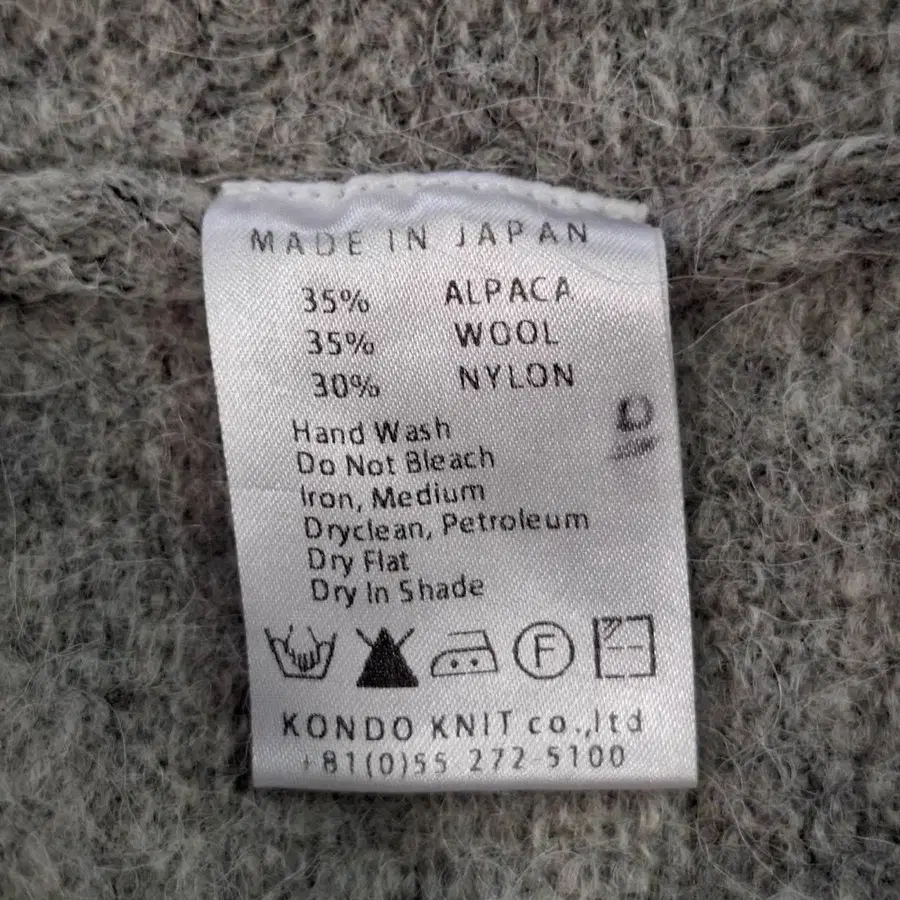 MADE IN JAPAN
35% ALPACA
35% WOOL
30% NYLON
Hand Wash
Do Not Bleach
Iron, Medium
Dryclean, Petroleum
Dry Flat
Dry In Shade
F
KONDO KNIT co.,ltd
+81(0)55 272-5100